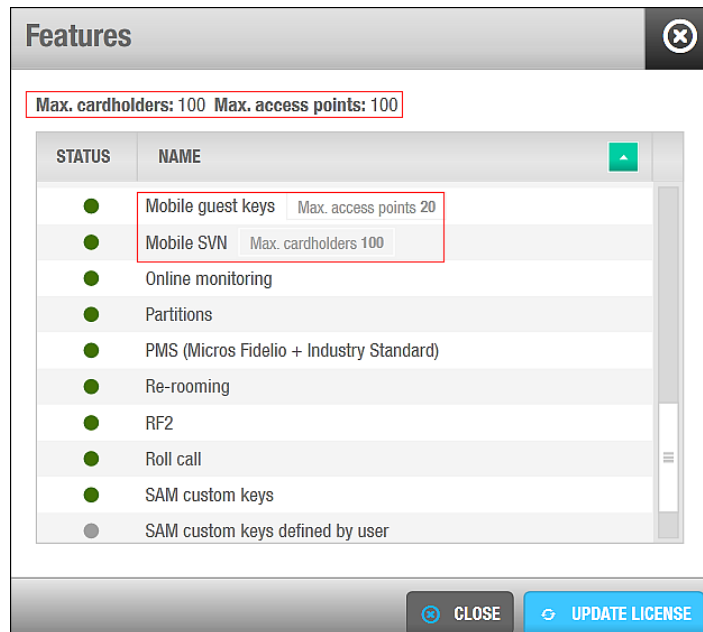 Features
Max. cardholders: 100 Max. access points: 100
STATUS NAME
Mobile guest keys Max. access points 20
Mobile SVN Max. cardholders 100
Online monitoring
Partitions
PMS (Micros Fidelio + Industry Standard)
Re-rooming
RF2
Roll call
SAM custom keys
SAM custom keys defined by user
CLOSE UPDATE LICENSE